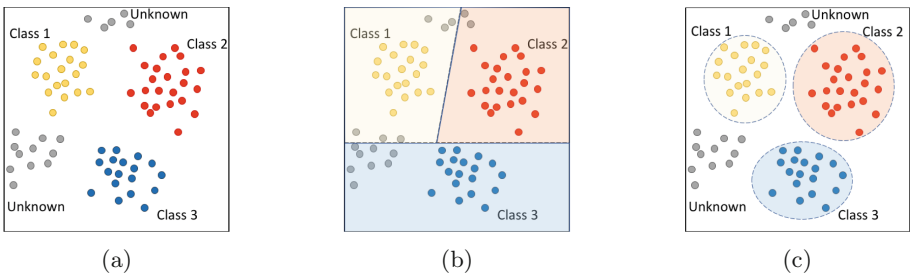 Unknown
Class 1
Class 2
Unknown
Class 3
(a)
Class 1
Class 2
Class 3
(b)
Unknown
Class 1
Class 2
Unknown
Class 3
(c)